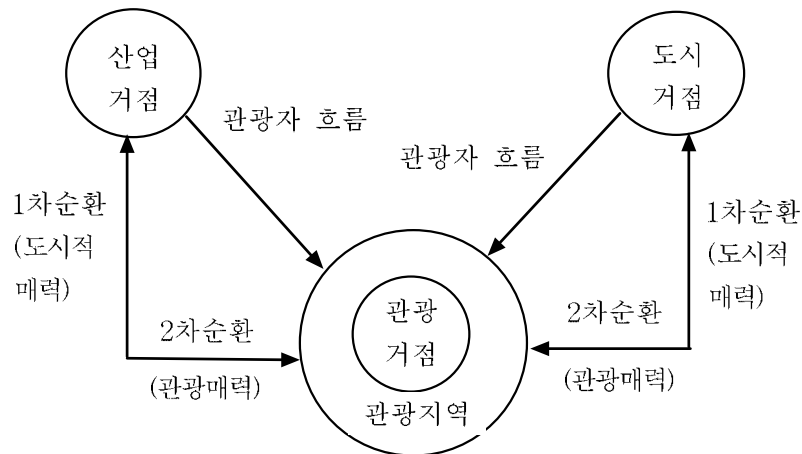 산업
거점
도시
거점
관광자 흐름
관광자 흐름
1차순환
(도시적
매력)
1차순환
(도시적
매력)
2차순환
(관광매력)
관광
거점
관광지역
2차순환
(관광매력)